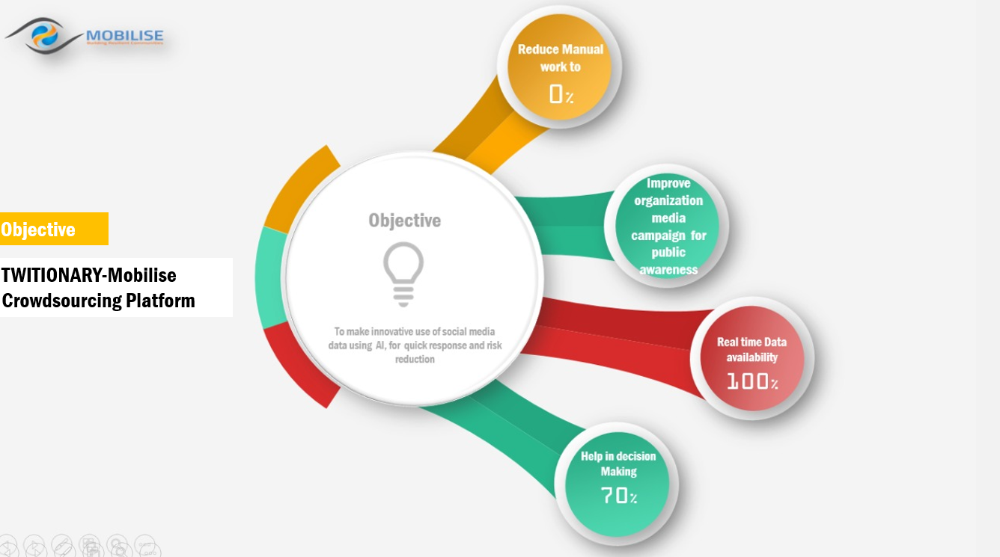 MOBILISE
Building Resilient Communities
Objective
TWITIONARY-Mobilise
Crowdsourcing Platform
Objective
To make innovative use of social media
data using AI, for quick response and risk
reduction
Reduce Manual
work to
0%
Improve
organization
media
campaign for
public
awareness
Real time Data
availability
100%
Help in decision
Making
70%